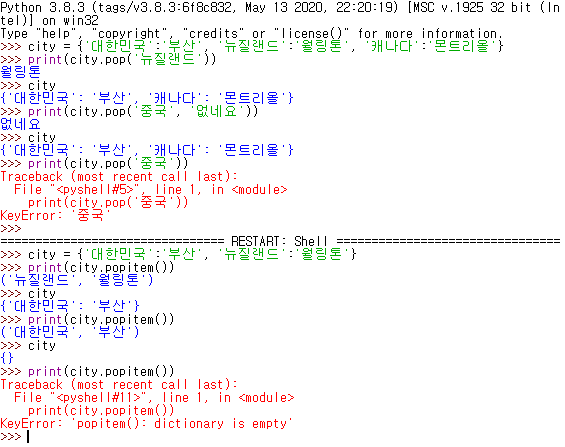 Python 3.8.3 (tags/v3.8.3:6f8c832, May 13 2020, 22:20:19) [MSC v.1925 32 bit (In
tel)] on win32
Type "help", "copyright", "credits" or "license()" for more information.
>>> city = {'대한민국':'부산', '뉴질랜드':'월링톤', '캐나다':'몬트리올'}
>>> print(city.pop('뉴질랜드'))
월링톤
>>> city
{'대한민국': '부산', '캐나다': '몬트리올'}
>>> print(city.pop('중국', '없네요'))
없네요
>>> city
{'대한민국': '부산', '캐나다': '몬트리올'}
>>> print(city.pop('중국'))
Traceback (most recent call last):
  File "<pyshell#5>", line 1, in <module>
    print(city.pop('중국'))
KeyError: '중국'
>>>
================================ RESTART: Shell ================================
>>> city = {'대한민국':'부산', '뉴질랜드':'월링톤'}
>>> print(city.popitem())
('뉴질랜드', '월링톤')
>>> city
{'대한민국': '부산'}
>>> print(city.popitem())
('대한민국', '부산')
>>> city
{}
>>> print(city.popitem())
Traceback (most recent call last):
  File "<pyshell#11>", line 1, in <module>
    print(city.popitem())
KeyError: 'popitem(): dictionary is empty'
>>>